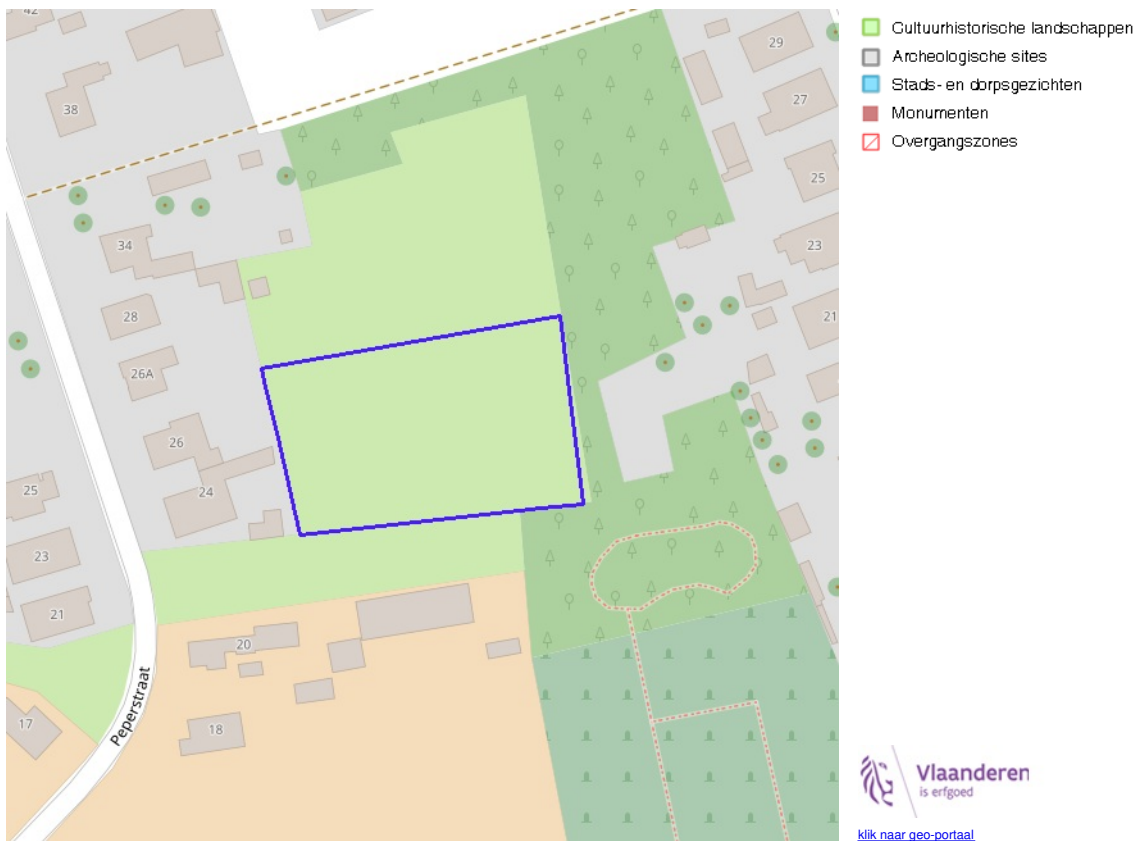 42
38
34
28
26A
26
24
25
23
21
17
20
18
29
27
25
23
21
Peperstraat
Cultuurhistorische landschappen
Archeologische sites
Stads- en dorpsgezichten
Monumenten
Overgangszones
Vlaanderen
is erfgoed
klik naar geo-portaal